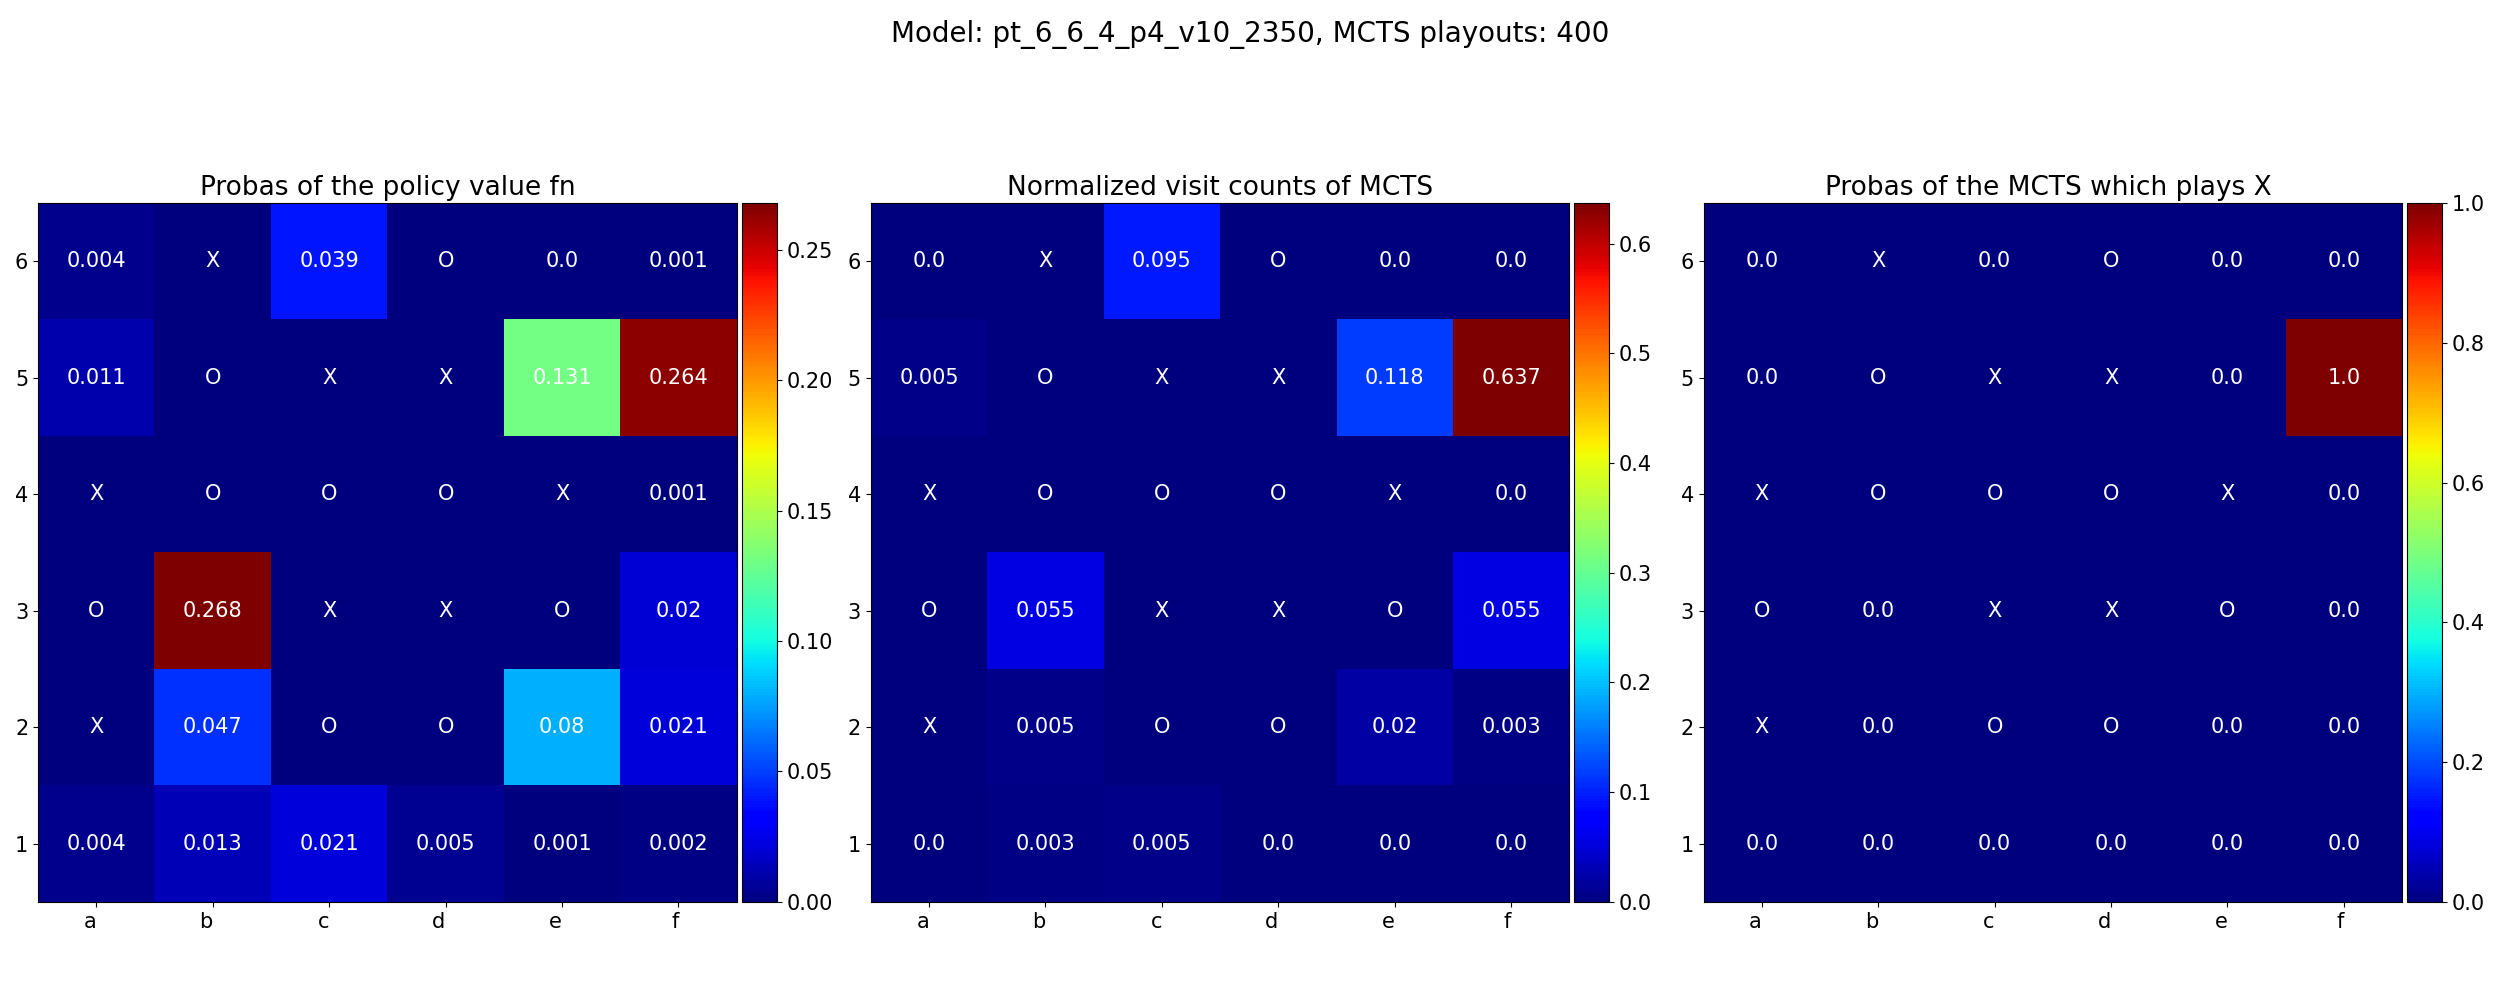 Model: pt_6_6_4_p4_v10_2350, MCTS playouts: 400
Probas of the policy value fn
6 0.004 X 0.039 O 0.0 0.001
5 0.011 O X X 0.131 0.264
4 X O O O X 0.001
3 O 0.268 X X O 0.02
2 X 0.047 O O 0.08 0.021
1 0.004 0.013 0.021 0.005 0.001 0.002
a b c d e f
0.25
0.20
0.15
0.10
0.05
0.00
Normalized visit counts of MCTS
6 0.0 X 0.095 O 0.0 0.0
5 0.005 O X X 0.118 0.637
4 X O O O X 0.0
3 O 0.055 X X O 0.055
2 X 0.005 O O 0.02 0.003
1 0.0 0.003 0.005 0.0 0.0 0.0
a b c d e f
0.6
0.5
0.4
0.3
0.2
0.1
0.0
Probas of the MCTS which plays X
6 0.0 X 0.0 O 0.0 0.0
5 0.0 O X X 0.0 1.0
4 X O O O X 0.0
3 O 0.0 X X O 0.0
2 X 0.0 O O 0.0 0.0
1 0.0 0.0 0.0 0.0 0.0 0.0
a b c d e f
1.0
0.8
0.6
0.4
0.2
0.0